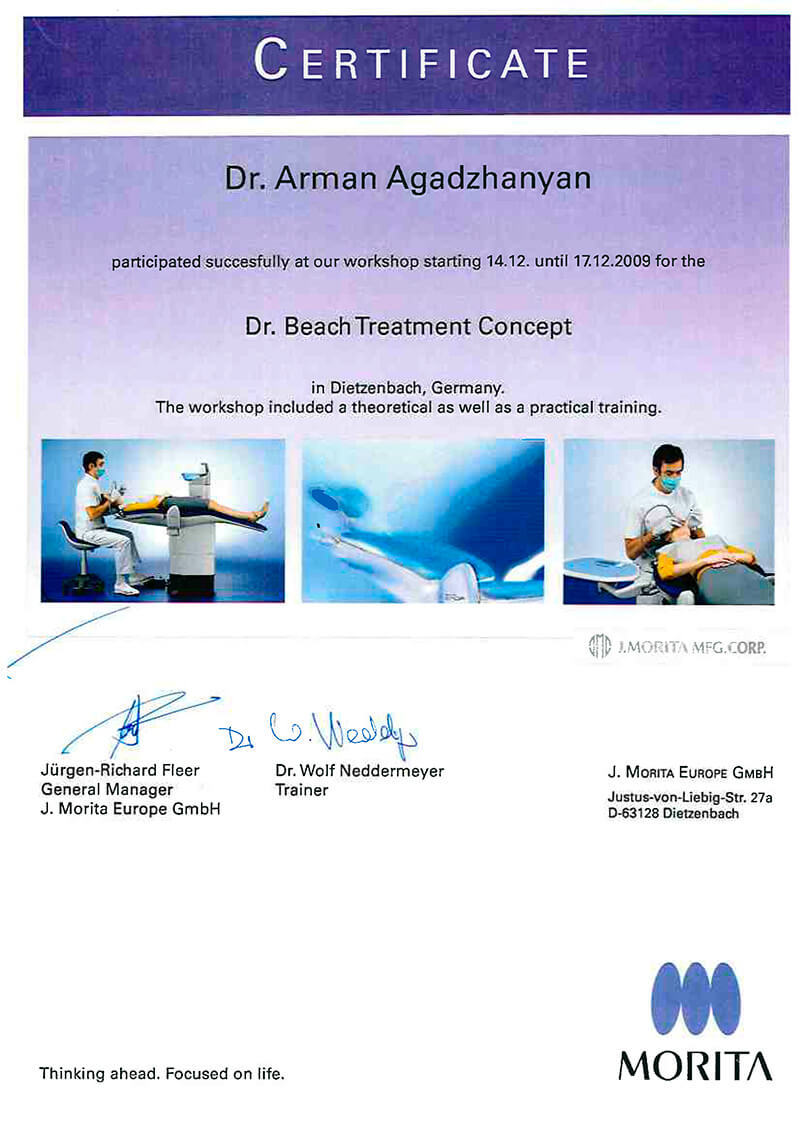 CERTIFICATE
Dr. Arman Agadzhanyan
participated succesfully at our workshop starting 14.12. until 17.12.2009 for the
Dr. Beach Treatment Concept
in Dietzenbach, Germany.
The workshop included a theoretical as well as a practical training.
J.MORITA MFG.CORP.
Dr W. Neddermeyer
Jürgen-Richard Fleer
General Manager
J. Morita Europe GmbH
Dr. Wolf Neddermeyer
Trainer
J. MORITA EUROPE GMBH
Justus-von-Liebig-Str. 27a
D-63128 Dietzenbach
Thinking ahead. Focused on life.
MORITA